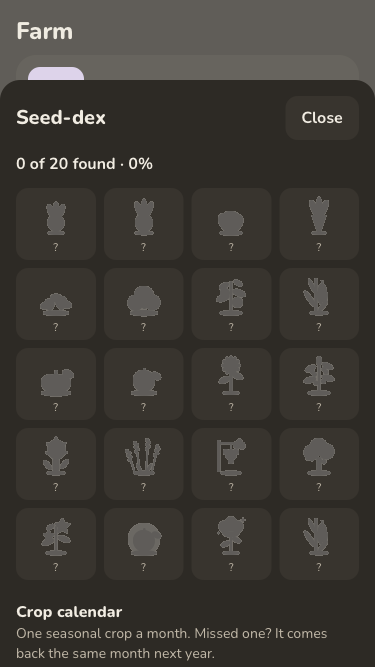 Farm
Seed-dex
Close
0 of 20 found · 0%
? ? ? ?
? ? ? ?
? ? ? ?
? ? ? ?
? ? ? ?
Crop calendar
One seasonal crop a month. Missed one? It comes
back the same month next year.